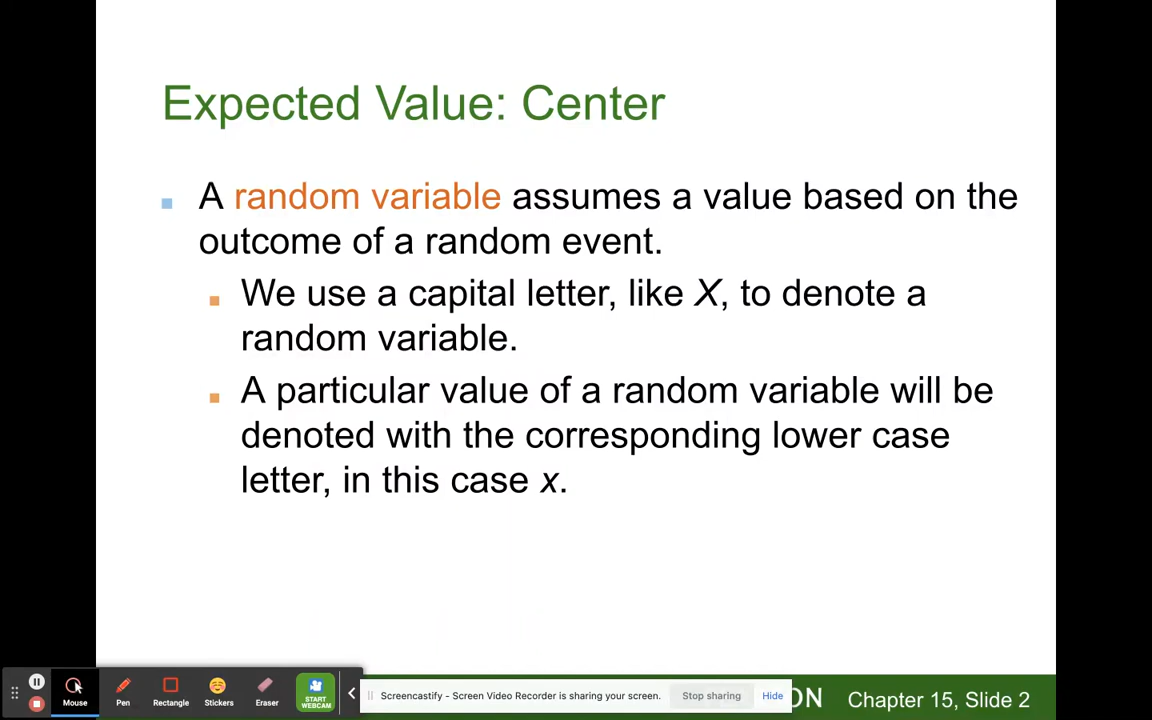 Expected Value: Center
A random variable assumes a value based on the
outcome of a random event.
We use a capital letter, like X, to denote a
random variable.
A particular value of a random variable will be
denoted with the corresponding lower case
letter, in this case x.
Mouse
Pen
Rectangle
Stickers
Eraser
START
WEBCAM
Screencastify - Screen Video Recorder is sharing your screen.
Stop sharing
Hide
ON
Chapter 15, Slide 2